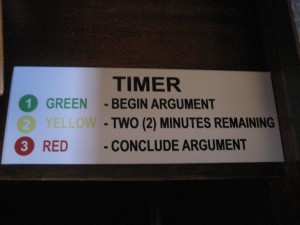 TIMER
1 GREEN - BEGIN ARGUMENT
2 YELLOW - TWO (2) MINUTES REMAINING
3 RED - CONCLUDE ARGUMENT